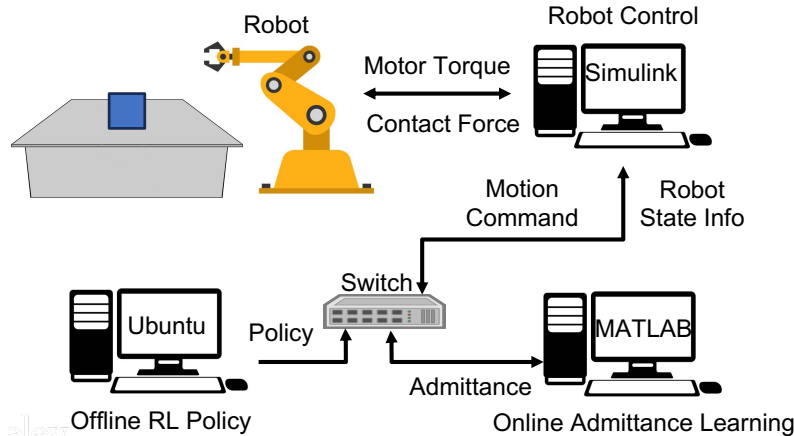 Robot Control
Robot
Simulink
Motor Torque
Contact Force
Motion
Command
Robot
State Info
Switch
Ubuntu
Policy
MATLAB
Admittance
Offline RL Policy
Online Admittance Learning